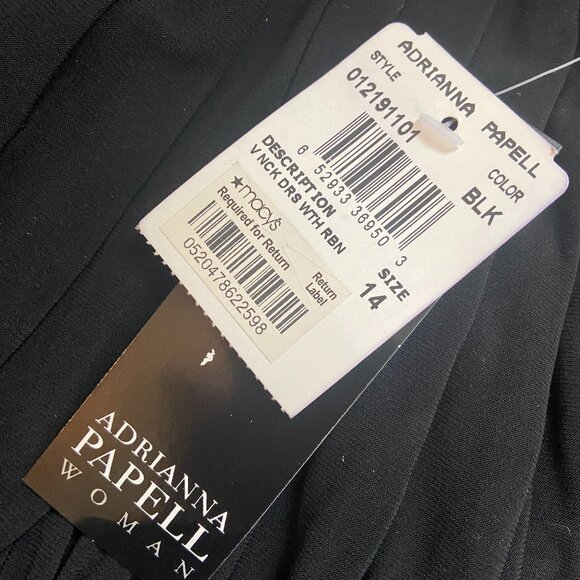 ADRIANNA PAPELL
STYLE
COLOR
012191101
BLK
6 52933 36950 3
DESCRIPTION
V NCK DRS WTH RBN
SIZE
14
★macy's
Required for Return
Return
Label
0520478622598
ADRIANNA
PAPELL
WOMAN